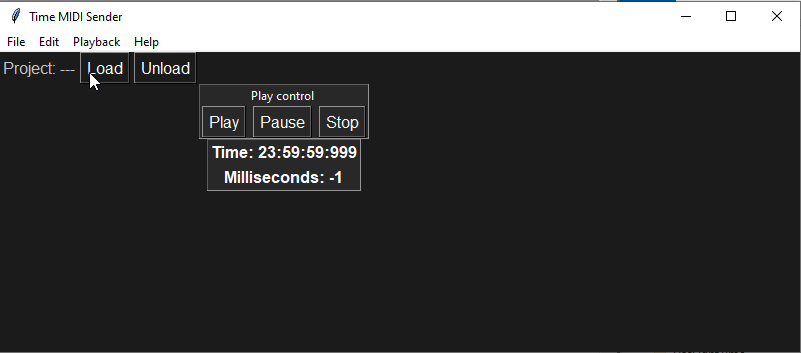 Time MIDI Sender
File Edit Playback Help
Project: --- Load Unload
Play control
Play Pause Stop
Time: 23:59:59:999
Milliseconds: -1